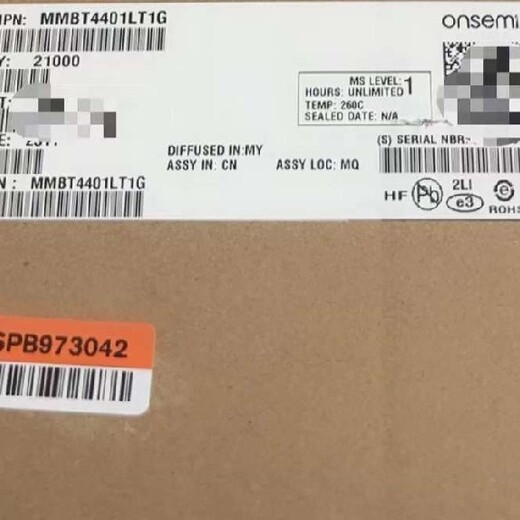 IPN: MMBT4401LT1G
onsemi
Y: 21000
MS LEVEL: 1
HOURS: UNLIMITED
TEMP: 260C
SEALED DATE: N/A
T:
E:
DIFFUSED IN:MY
ASSY IN: CN ASSY LOC: MQ
(S) SERIAL NBR:
N : MMBT4401LT1G
HF Pb 2LI e3 e
ROHS
SPB973042